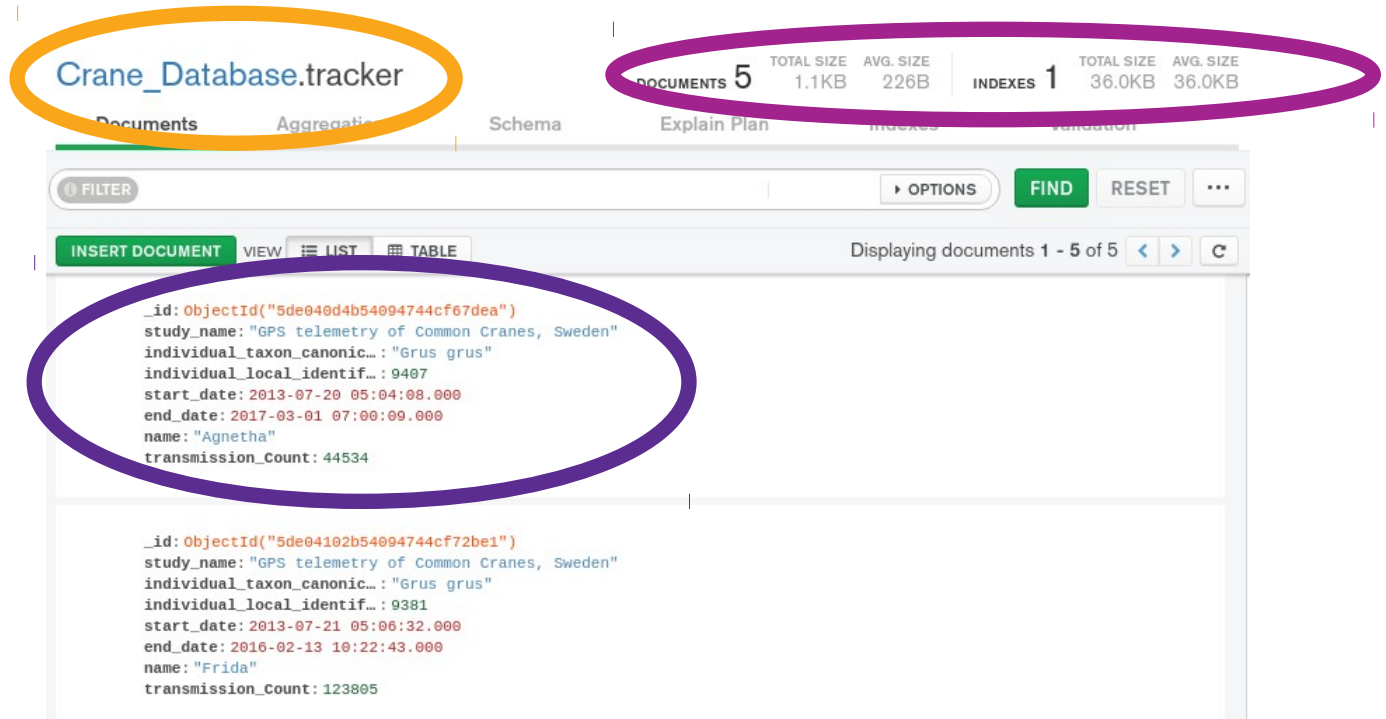 Crane_Database.tracker
DOCUMENTS 5 TOTAL SIZE 1.1KB AVG. SIZE 226B INDEXES 1 TOTAL SIZE 36.0KB AVG. SIZE 36.0KB
Documents Aggregations Schema Explain Plan Indexes Validation
FILTER OPTIONS FIND RESET ...
INSERT DOCUMENT VIEW LIST TABLE Displaying documents 1 - 5 of 5
_id: ObjectId("5de040d4b54094744cf67dea")
study_name: "GPS telemetry of Common Cranes, Sweden"
individual_taxon_canonic…: "Grus grus"
individual_local_identif…: 9407
start_date: 2013-07-20 05:04:08.000
end_date: 2017-03-01 07:00:09.000
name: "Agnetha"
transmission_Count: 44534
_id: ObjectId("5de04102b54094744cf72be1")
study_name: "GPS telemetry of Common Cranes, Sweden"
individual_taxon_canonic…: "Grus grus"
individual_local_identif…: 9381
start_date: 2013-07-21 05:06:32.000
end_date: 2016-02-13 10:22:43.000
name: "Frida"
transmission_Count: 123805